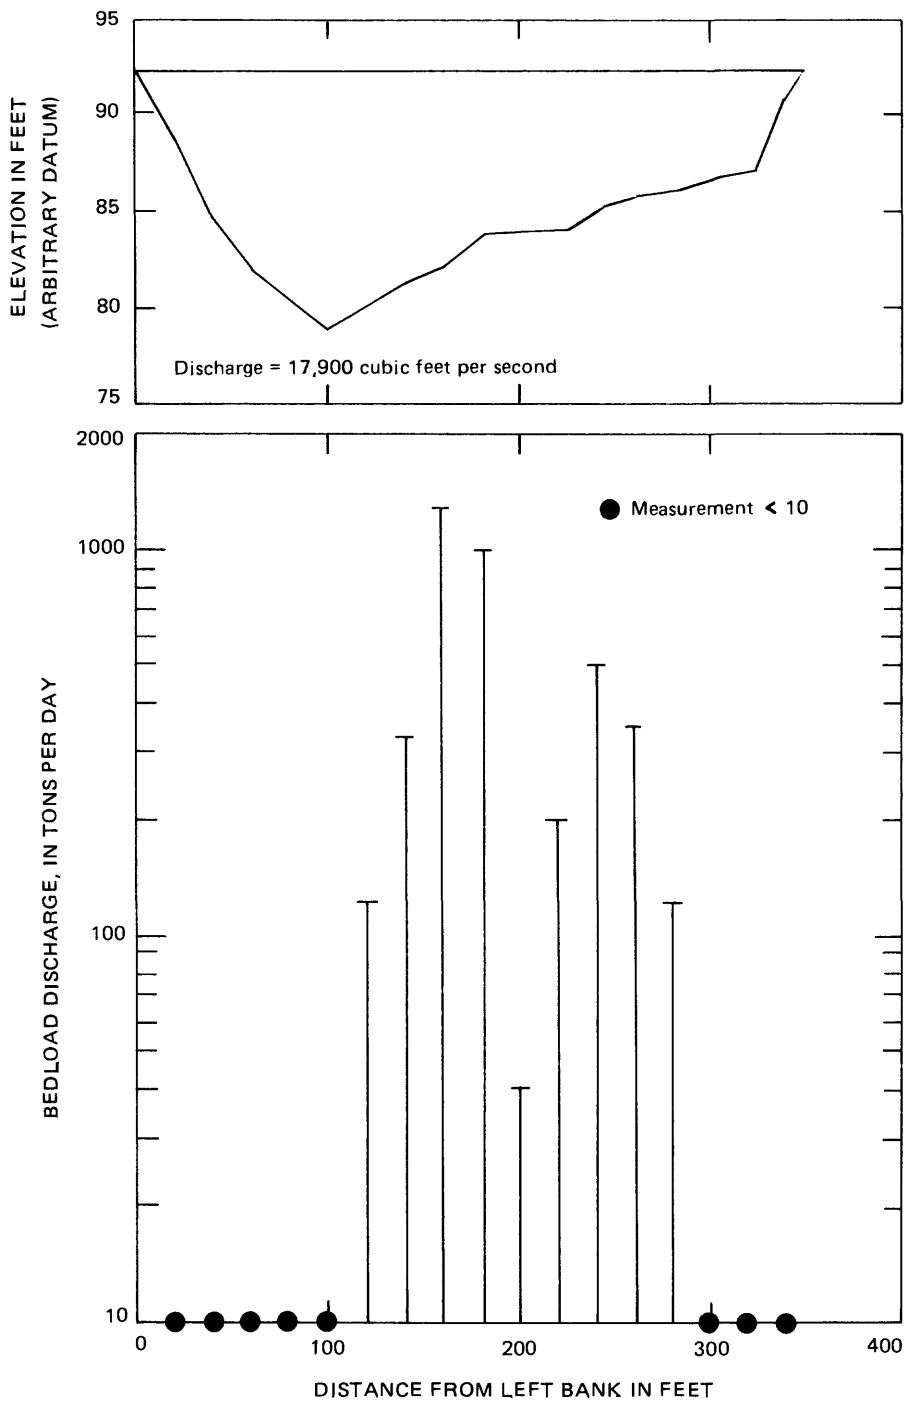 95
90
85
80
75
ELEVATION IN FEET
(ARBITRARY DATUM)
Discharge = 17,900 cubic feet per second
2000
1000
100
10
BEDLOAD DISCHARGE, IN TONS PER DAY
Measurement < 10
0 100 200 300 400
DISTANCE FROM LEFT BANK IN FEET